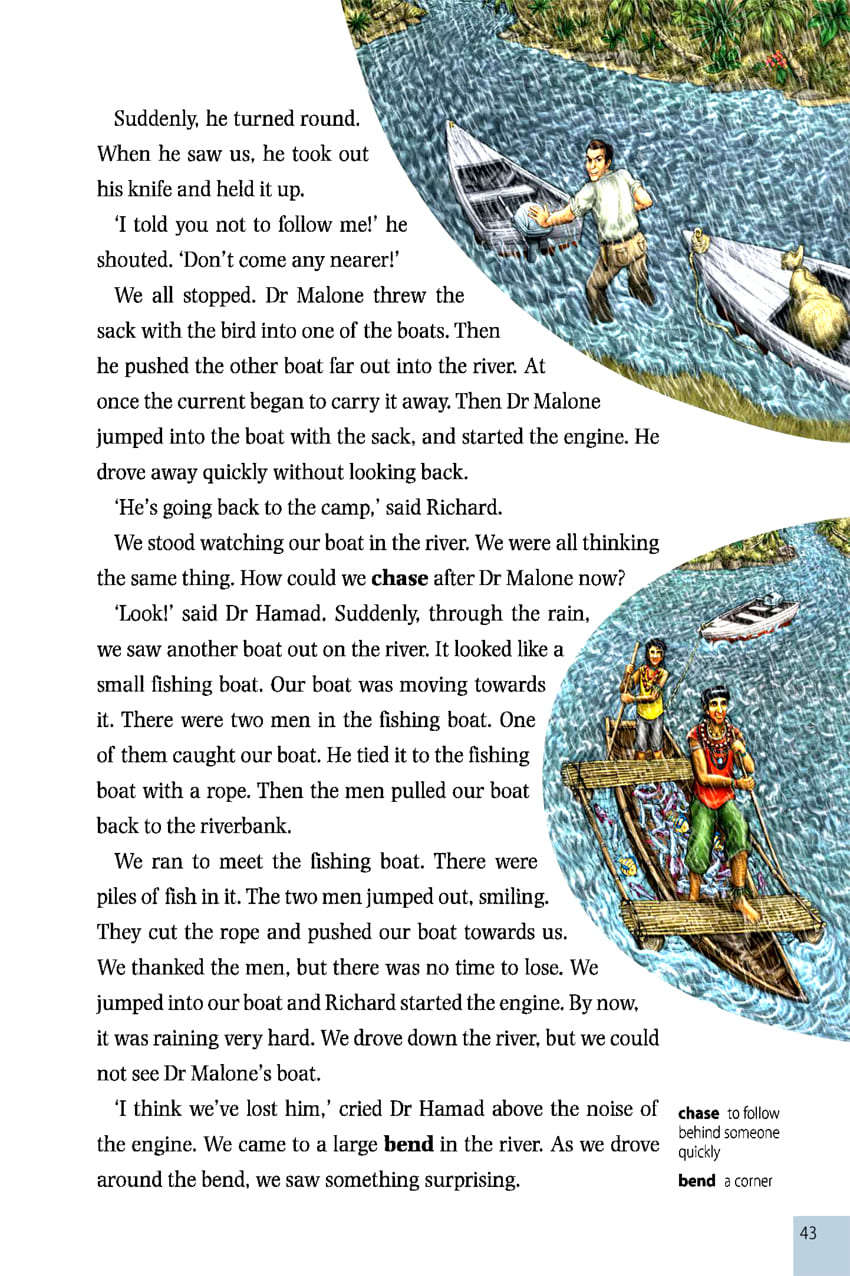 Suddenly, he turned round.
When he saw us, he took out
his knife and held it up.
‘I told you not to follow me!’ he
shouted. ‘Don’t come any nearer!’
We all stopped. Dr Malone threw the
sack with the bird into one of the boats. Then
he pushed the other boat far out into the river. At
once the current began to carry it away. Then Dr Malone
jumped into the boat with the sack, and started the engine. He
drove away quickly without looking back.
‘He’s going back to the camp,’ said Richard.
We stood watching our boat in the river. We were all thinking
the same thing. How could we chase after Dr Malone now?
‘Look!’ said Dr Hamad. Suddenly, through the rain,
we saw another boat out on the river. It looked like a
small fishing boat. Our boat was moving towards
it. There were two men in the fishing boat. One
of them caught our boat. He tied it to the fishing
boat with a rope. Then the men pulled our boat
back to the riverbank.
We ran to meet the fishing boat. There were
piles of fish in it. The two men jumped out, smiling.
They cut the rope and pushed our boat towards us.
We thanked the men, but there was no time to lose. We
jumped into our boat and Richard started the engine. By now,
it was raining very hard. We drove down the river, but we could
not see Dr Malone’s boat.
‘I think we’ve lost him,’ cried Dr Hamad above the noise of
the engine. We came to a large bend in the river. As we drove
around the bend, we saw something surprising.
chase to follow
behind someone
quickly
bend a corner
43